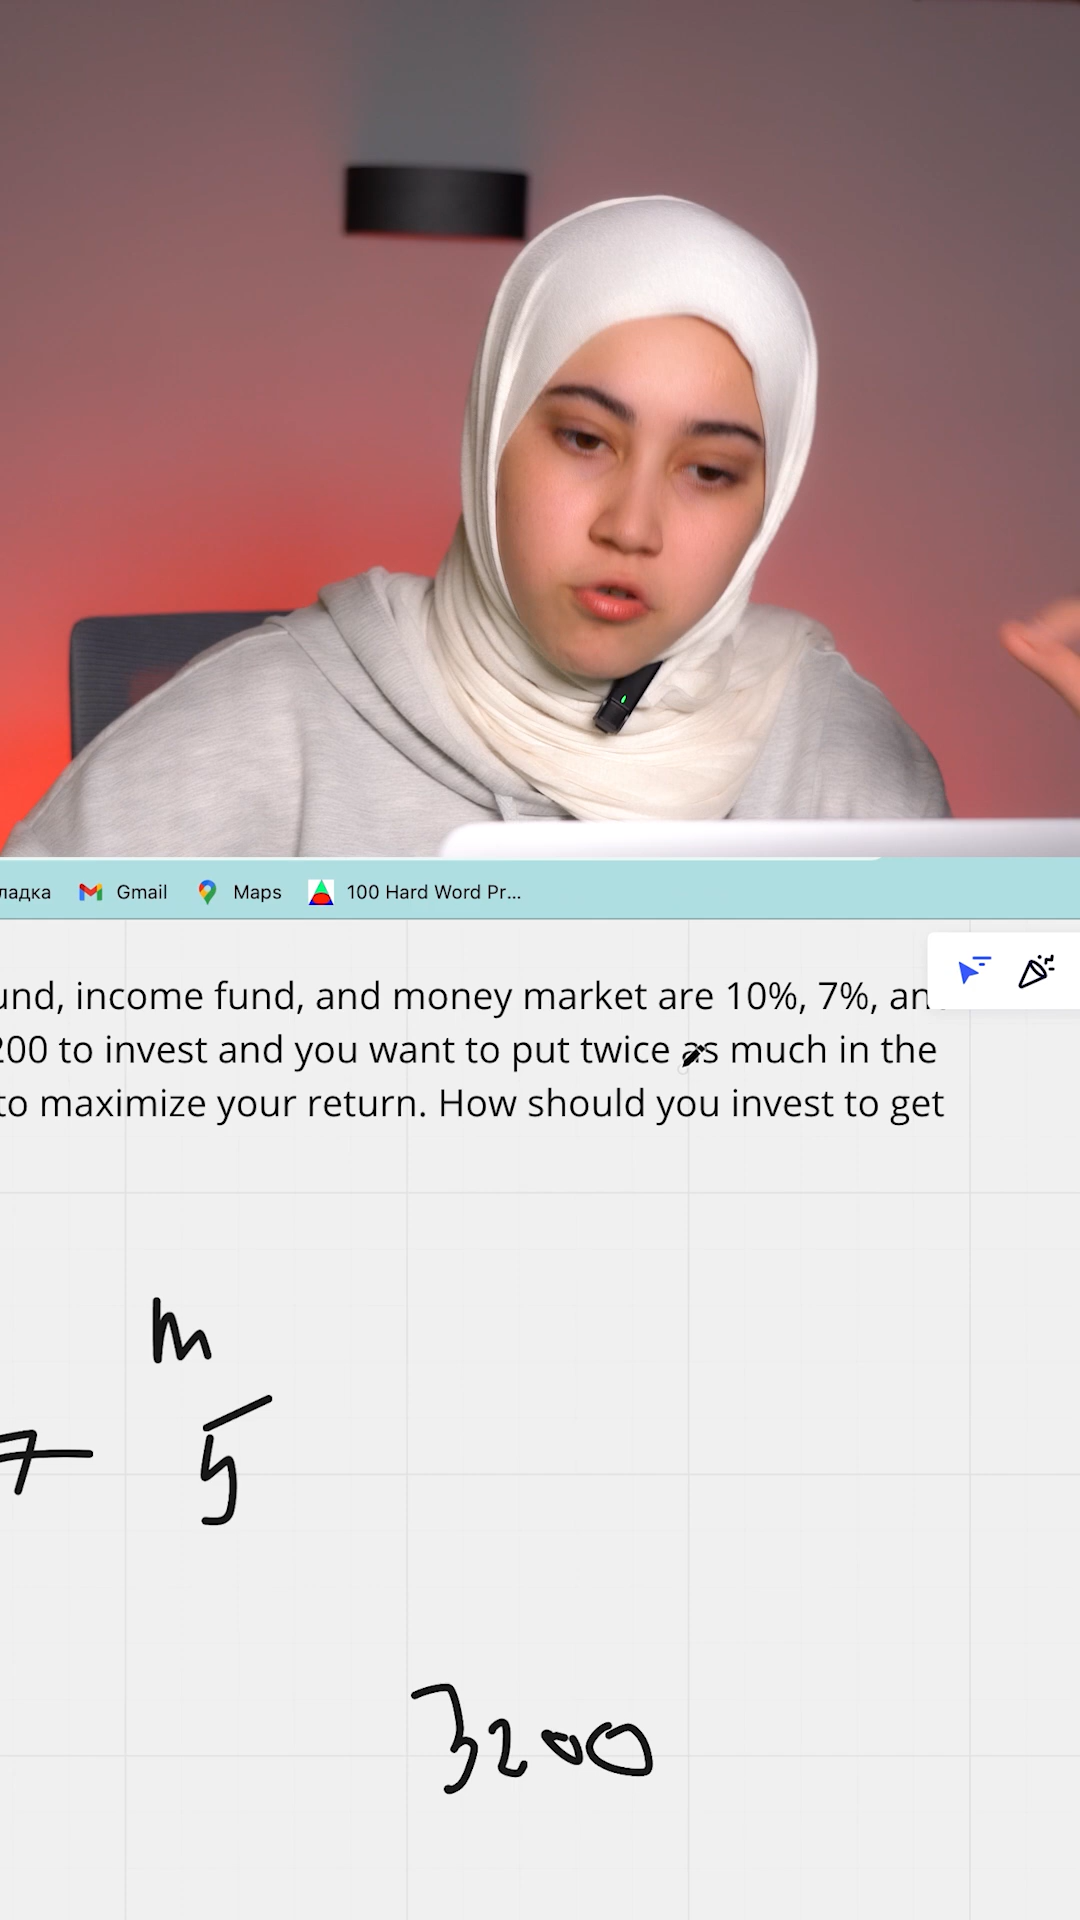 ладка Gmail Maps 100 Hard Word Pr...
und, income fund, and money market are 10%, 7%, an
200 to invest and you want to put twice as much in the
to maximize your return. How should you invest to get
m
7 5
3200